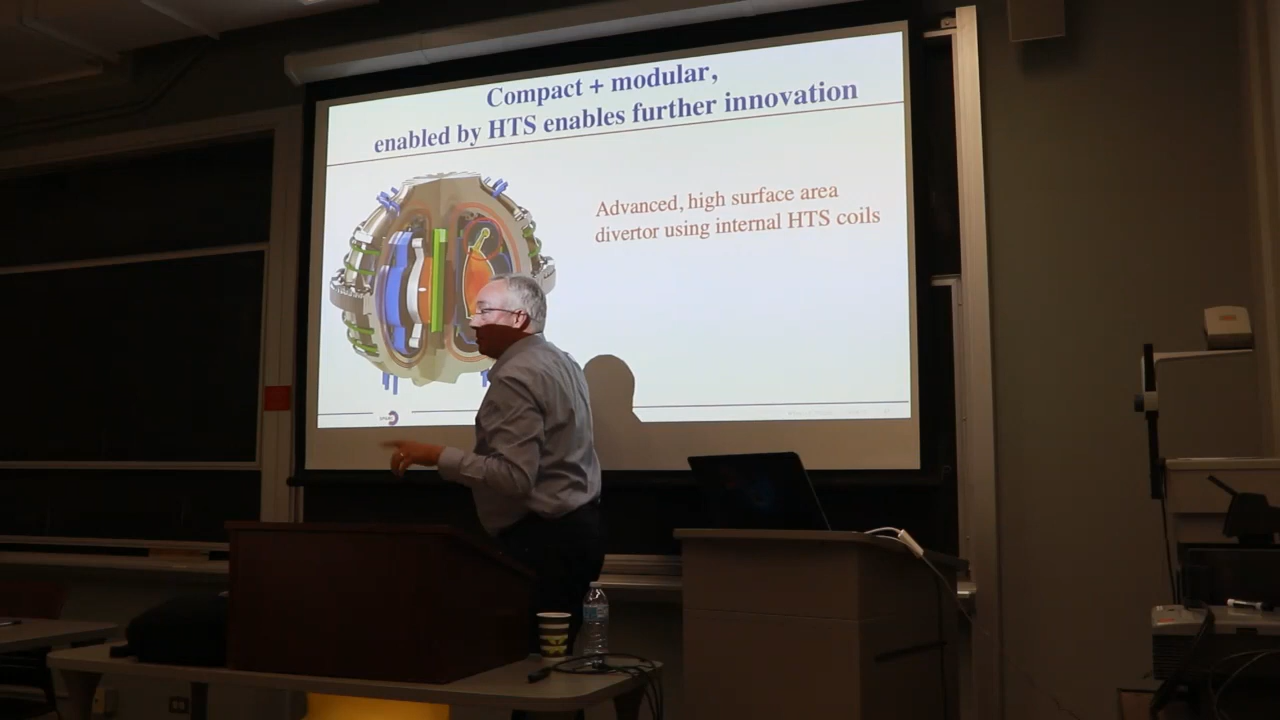 Compact + modular,
enabled by HTS enables further innovation
Advanced, high surface area
divertor using internal HTS coils